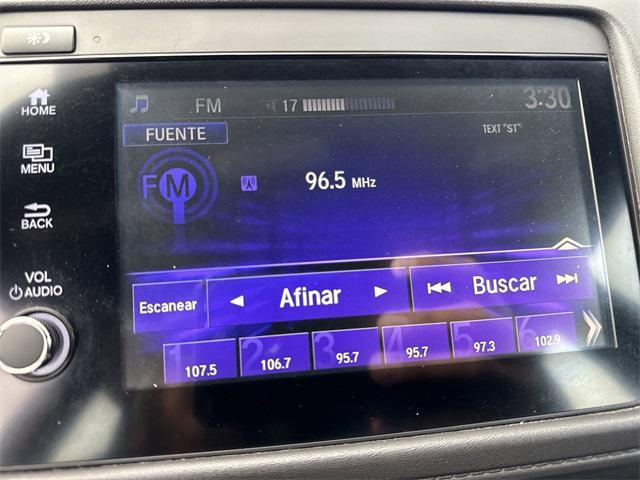 HOME
MENU
BACK
VOL
AUDIO
FM 17 3:30
FUENTE TEXT "ST"
FM 96.5 MHz
Escanear Afinar Buscar
1 2 3 4 5 6
107.5 106.7 95.7 95.7 97.3 102.9